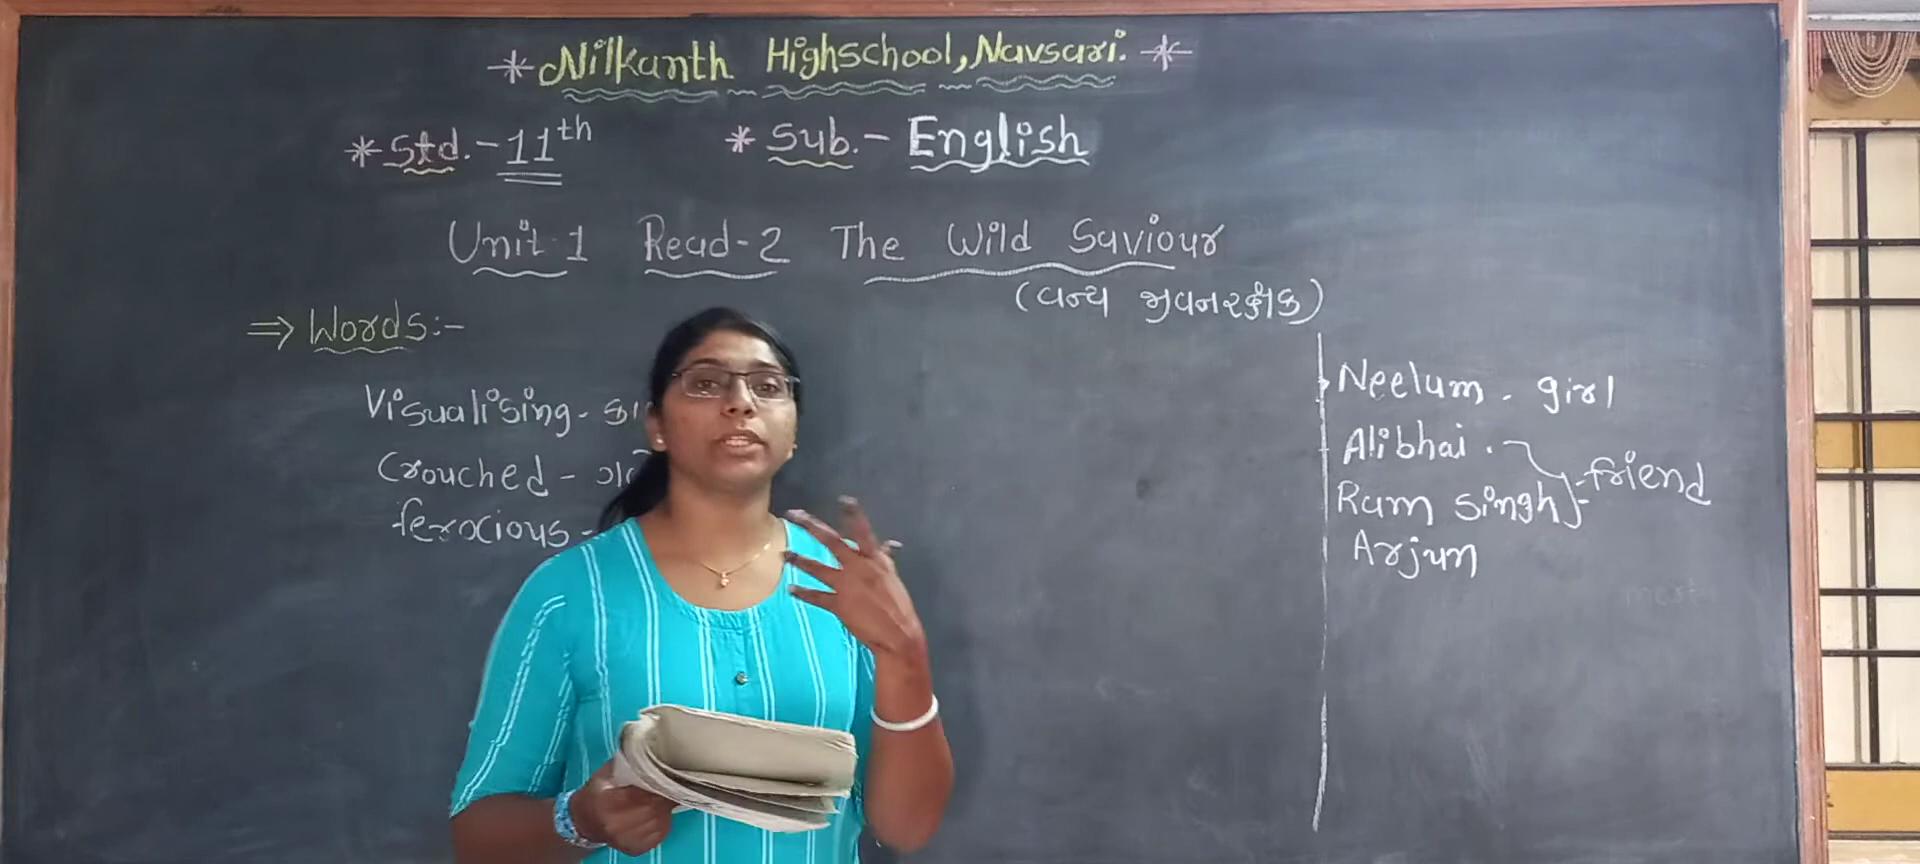 * Nilkanth Highschool, Navsari. *
* Std. - 11th * Sub. - English
Unit-1 Read-2 The Wild Saviour
(વન્ય જીવનરક્ષક)
⇒ Words:-
Visualising -
Crouched -
ferocious -
Neelum - girl
Alibhai -
Ram singh
friend
Arjun